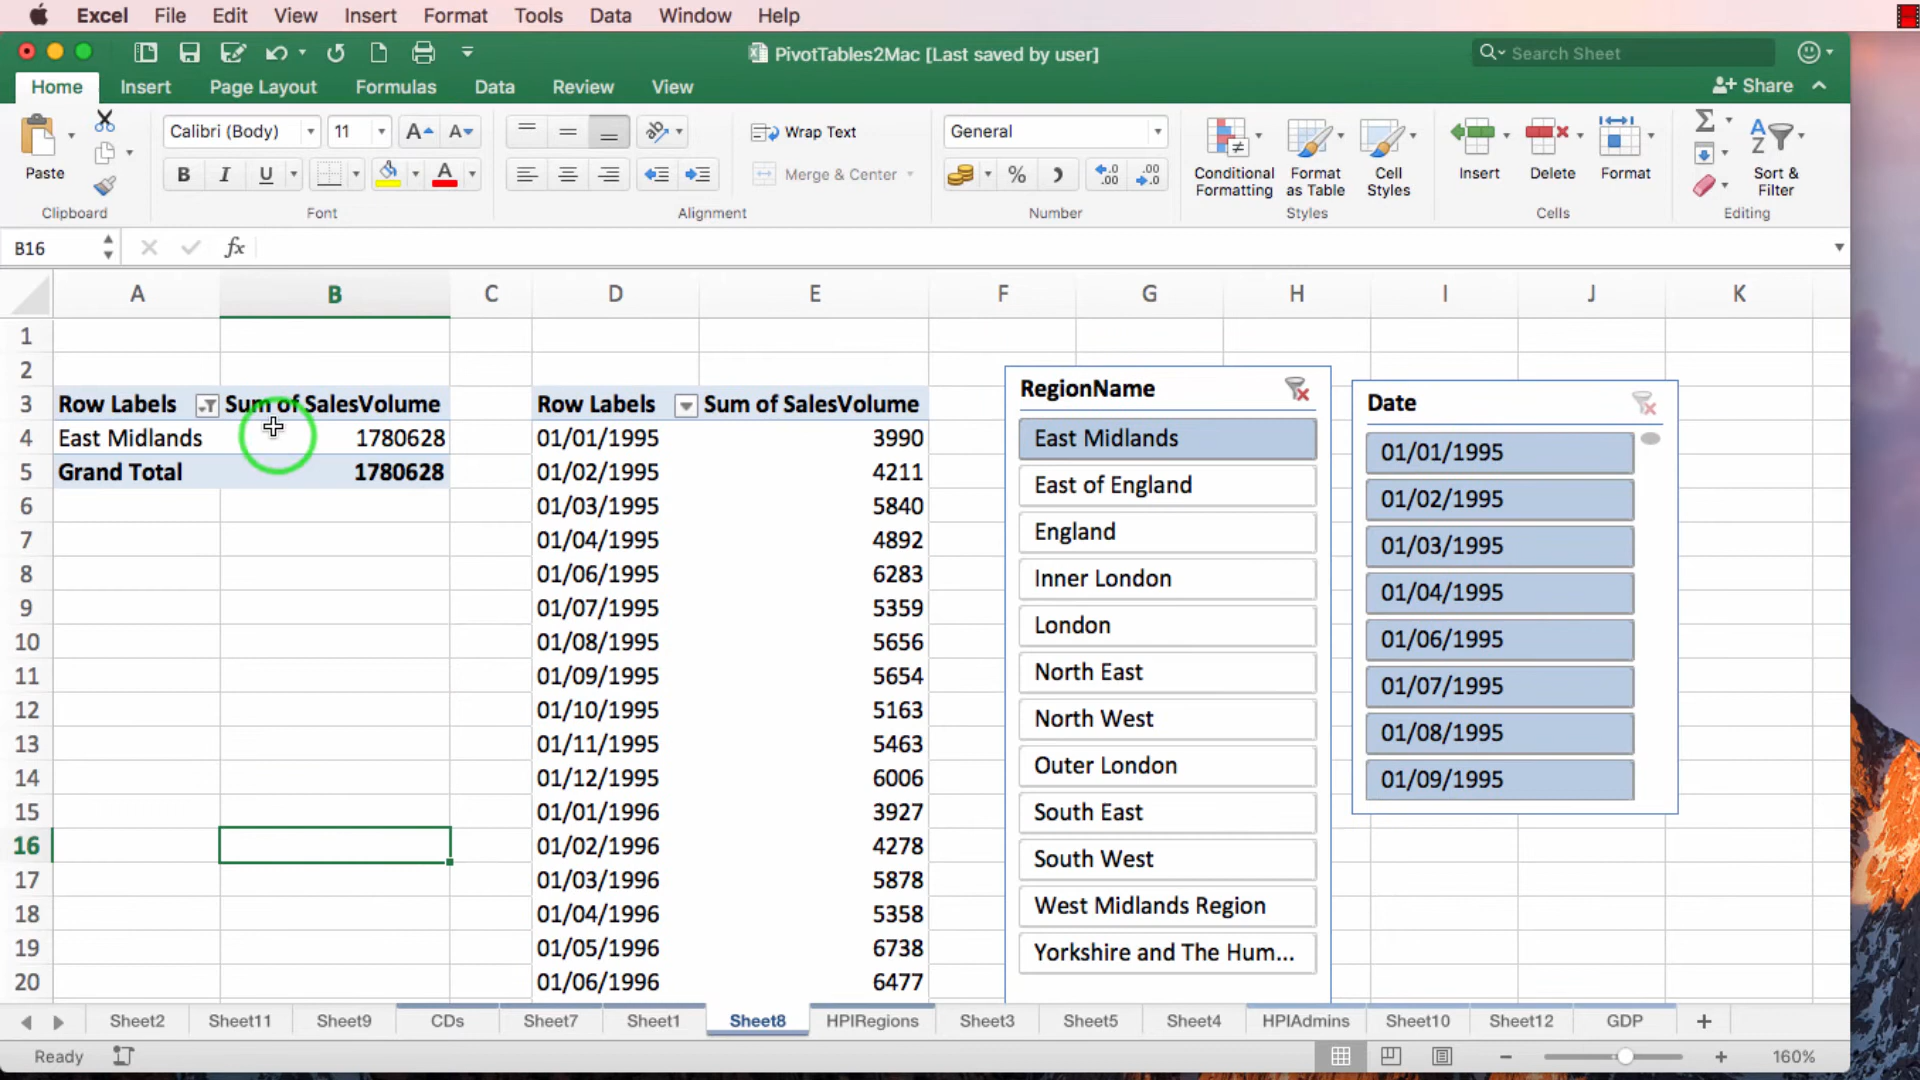 Excel File Edit View Insert Format Tools Data Window Help
PivotTables2Mac [Last saved by user]
Search Sheet
Home Insert Page Layout Formulas Data Review View
Share
Paste
Calibri (Body) 11
Wrap Text
General
B I U A
Merge & Center
%
Conditional Formatting
Format as Table
Cell Styles
Insert Delete Format
Sort & Filter
Clipboard Font Alignment Number Styles Cells Editing
B16 fx
A B C D E F G H I J K
1
2
3 Row Labels Sum of SalesVolume Row Labels Sum of SalesVolume
4 East Midlands 1780628 01/01/1995 3990
5 Grand Total 1780628 01/02/1995 4211
6 01/03/1995 5840
7 01/04/1995 4892
8 01/06/1995 6283
9 01/07/1995 5359
10 01/08/1995 5656
11 01/09/1995 5654
12 01/10/1995 5163
13 01/11/1995 5463
14 01/12/1995 6006
15 01/01/1996 3927
16 01/02/1996 4278
17 01/03/1996 5878
18 01/04/1996 5358
19 01/05/1996 6738
20 01/06/1996 6477
RegionName
East Midlands
East of England
England
Inner London
London
North East
North West
Outer London
South East
South West
West Midlands Region
Yorkshire and The Hum...
Date
01/01/1995
01/02/1995
01/03/1995
01/04/1995
01/06/1995
01/07/1995
01/08/1995
01/09/1995
Sheet2 Sheet11 Sheet9 CDs Sheet7 Sheet1 Sheet8 HPIRegions Sheet3 Sheet5 Sheet4 HPIAdmins Sheet10 Sheet12 GDP +
Ready
160%